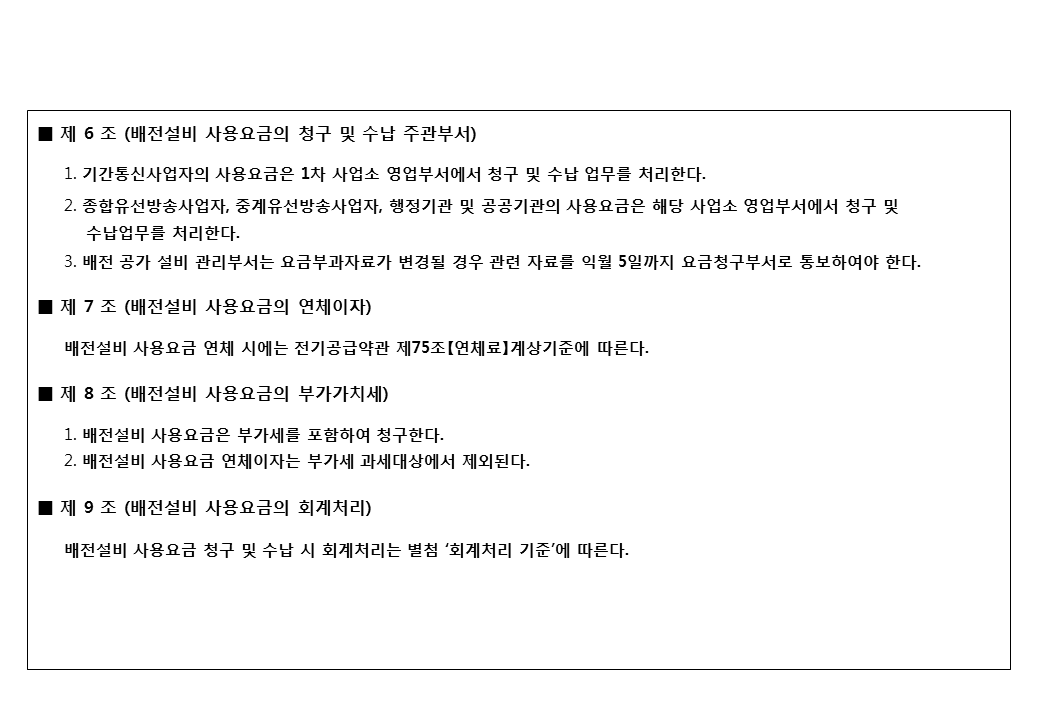 ■ 제 6 조 (배전설비 사용요금의 청구 및 수납 주관부서)
1. 기간통신사업자의 사용요금은 1차 사업소 영업부서에서 청구 및 수납 업무를 처리한다.
2. 종합유선방송사업자, 중계유선방송사업자, 행정기관 및 공공기관의 사용요금은 해당 사업소 영업부서에서 청구 및
수납업무를 처리한다.
3. 배전 공가 설비 관리부서는 요금부과자료가 변경될 경우 관련 자료를 익월 5일까지 요금청구부서로 통보하여야 한다.
■ 제 7 조 (배전설비 사용요금의 연체이자)
배전설비 사용요금 연체 시에는 전기공급약관 제75조【연체료】계상기준에 따른다.
■ 제 8 조 (배전설비 사용요금의 부가가치세)
1. 배전설비 사용요금은 부가세를 포함하여 청구한다.
2. 배전설비 사용요금 연체이자는 부가세 과세대상에서 제외된다.
■ 제 9 조 (배전설비 사용요금의 회계처리)
배전설비 사용요금 청구 및 수납 시 회계처리는 별첨 ‘회계처리 기준’에 따른다.